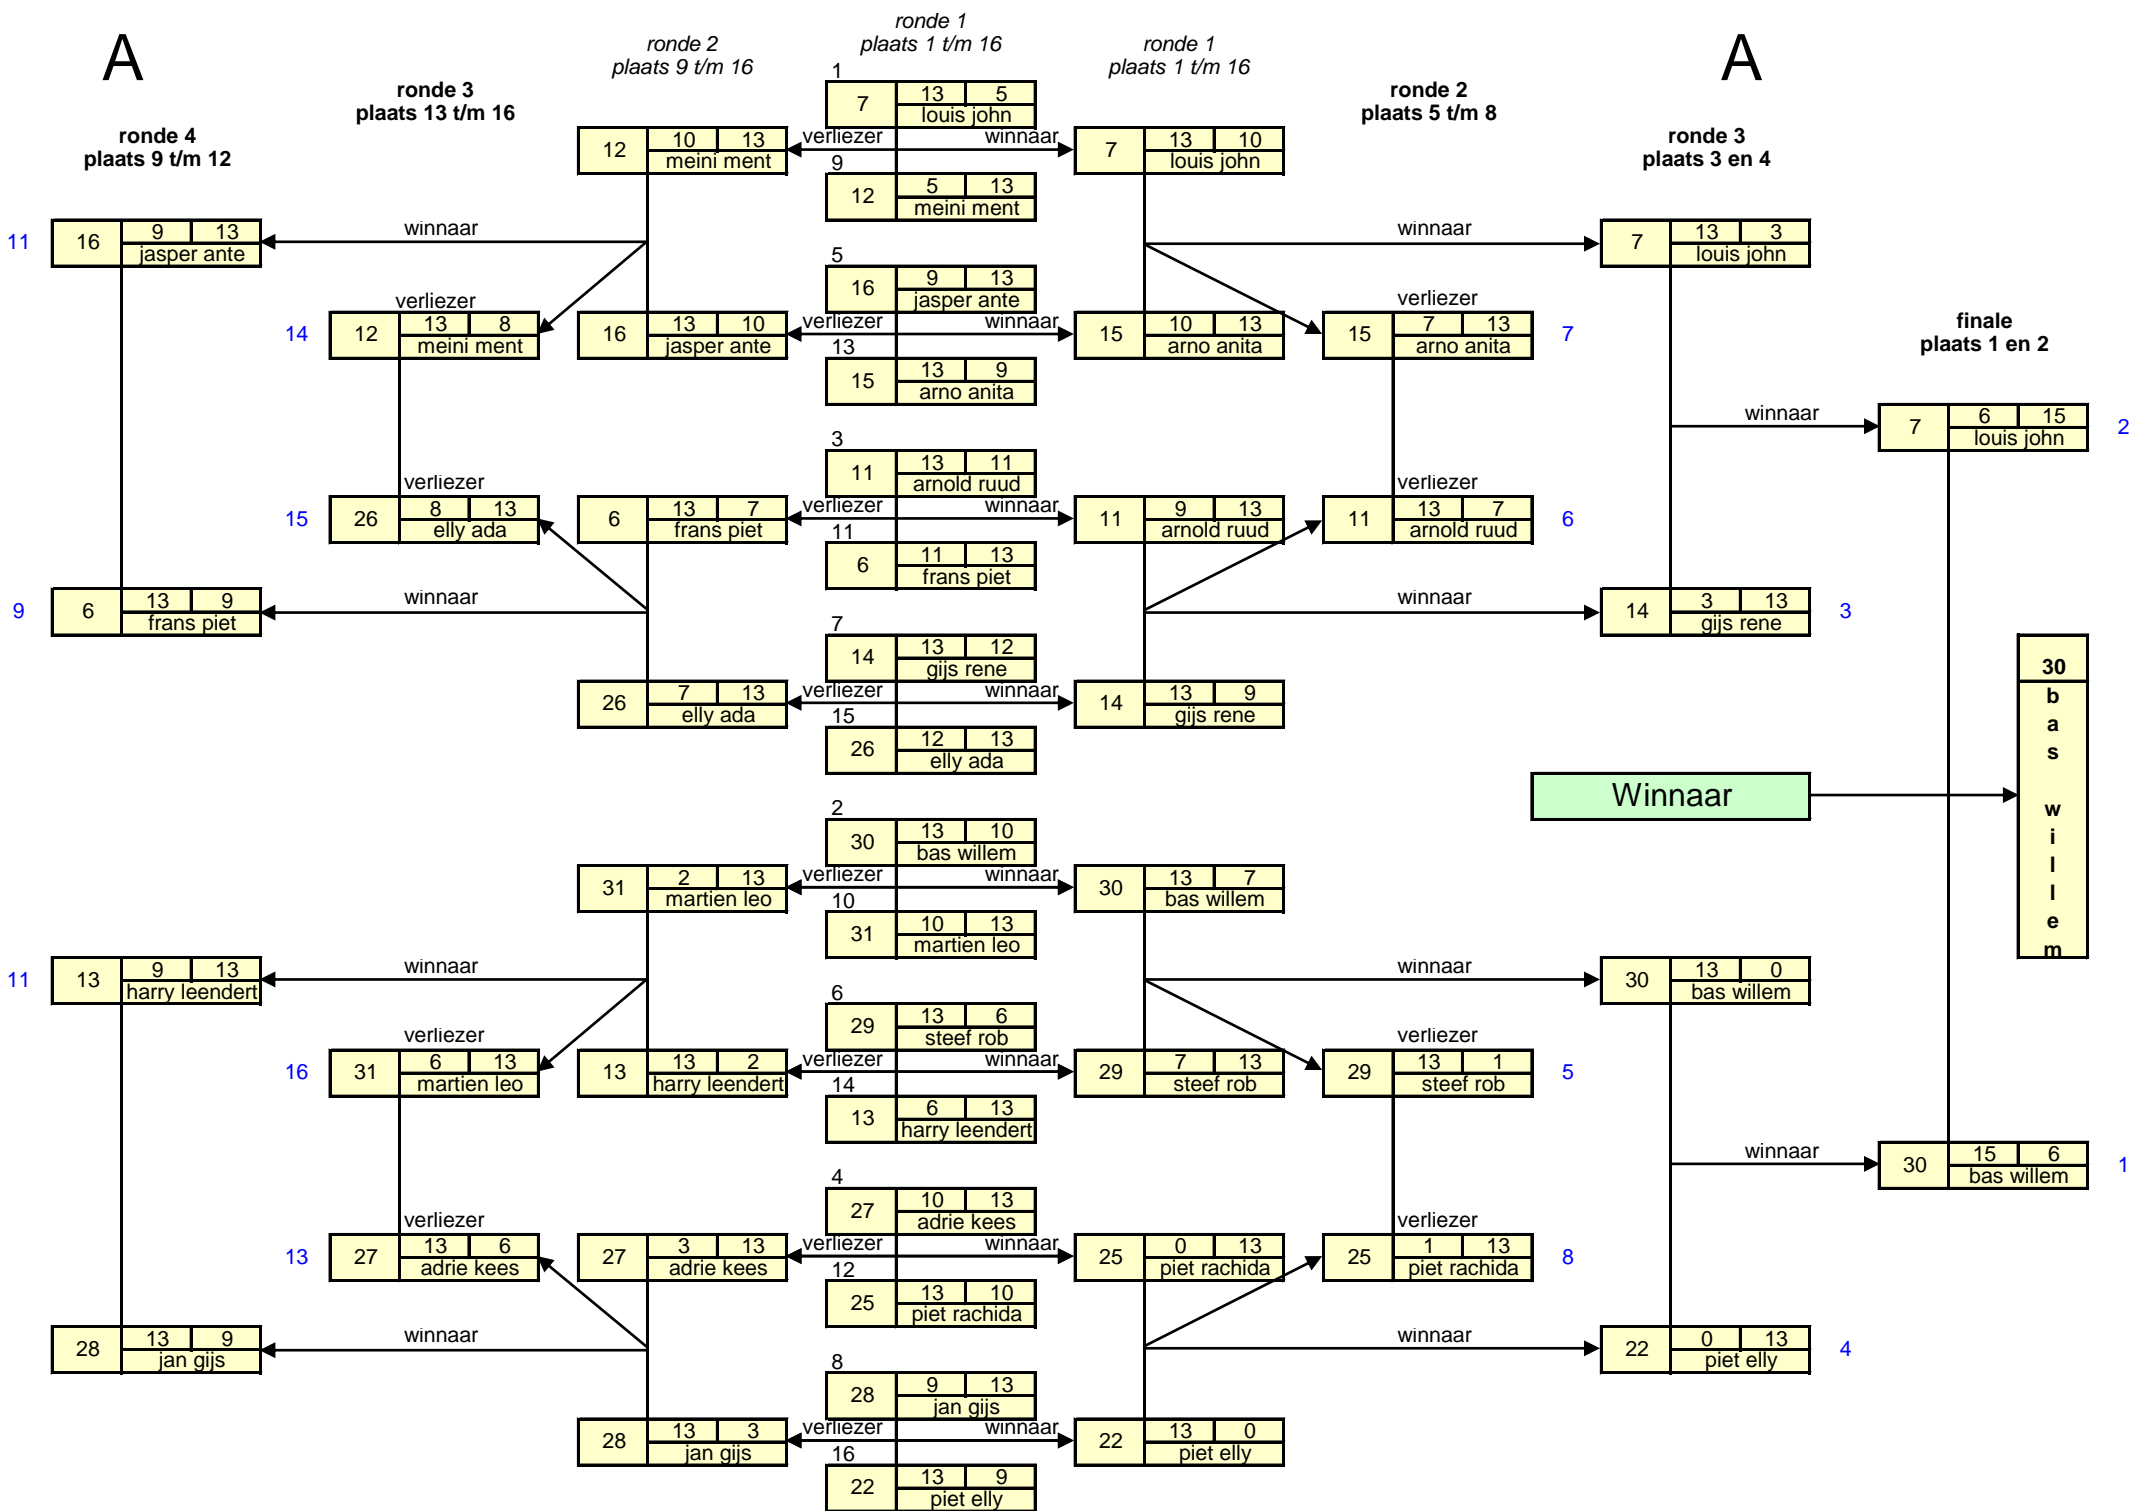 A
ronde 4
plaats 9 t/m 12
11
16 9 13
jasper ante
winnaar
9
6 13 9
frans piet
winnaar
11
13 9 13
harry leendert
winnaar
28 13 9
jan gijs
winnaar
ronde 3
plaats 13 t/m 16
verliezer
14
12 13 8
meini ment
verliezer
15
26 8 13
elly ada
verliezer
16
31 6 13
martien leo
verliezer
13
27 13 6
adrie kees
ronde 2
plaats 9 t/m 16
12 10 13
meini ment
16 13 10
jasper ante
6 13 7
frans piet
26 7 13
elly ada
31 2 13
martien leo
13 13 2
harry leendert
27 3 13
adrie kees
28 13 3
jan gijs
ronde 1
plaats 1 t/m 16
1
7 13 5
louis john
verliezer winnaar
9
12 5 13
meini ment
5
16 9 13
jasper ante
verliezer winnaar
13
15 13 9
arno anita
3
11 13 11
arnold ruud
verliezer winnaar
11
6 11 13
frans piet
7
14 13 12
gijs rene
verliezer winnaar
15
26 12 13
elly ada
2
30 13 10
bas willem
verliezer winnaar
10
31 10 13
martien leo
6
29 13 6
steef rob
verliezer winnaar
14
13 6 13
harry leendert
4
27 10 13
adrie kees
verliezer winnaar
12
25 13 10
piet rachida
8
28 9 13
jan gijs
verliezer winnaar
16
22 13 9
piet elly
ronde 1
plaats 1 t/m 16
7 13 10
louis john
15 10 13
arno anita
11 9 13
arnold ruud
14 13 9
gijs rene
30 13 7
bas willem
29 7 13
steef rob
25 0 13
piet rachida
22 13 0
piet elly
ronde 2
plaats 5 t/m 8
winnaar
verliezer
15 7 13
arno anita
7
verliezer
11 13 7
arnold ruud
6
winnaar
winnaar
verliezer
29 13 1
steef rob
5
verliezer
25 1 13
piet rachida
8
winnaar
A
ronde 3
plaats 3 en 4
7 13 3
louis john
winnaar
14 3 13
gijs rene
3
Winnaar
30 13 0
bas willem
winnaar
22 0 13
piet elly
4
finale
plaats 1 en 2
7 6 15
louis john
2
30
b
a
s
w
i
l
l
e
m
30 15 6
bas willem
1